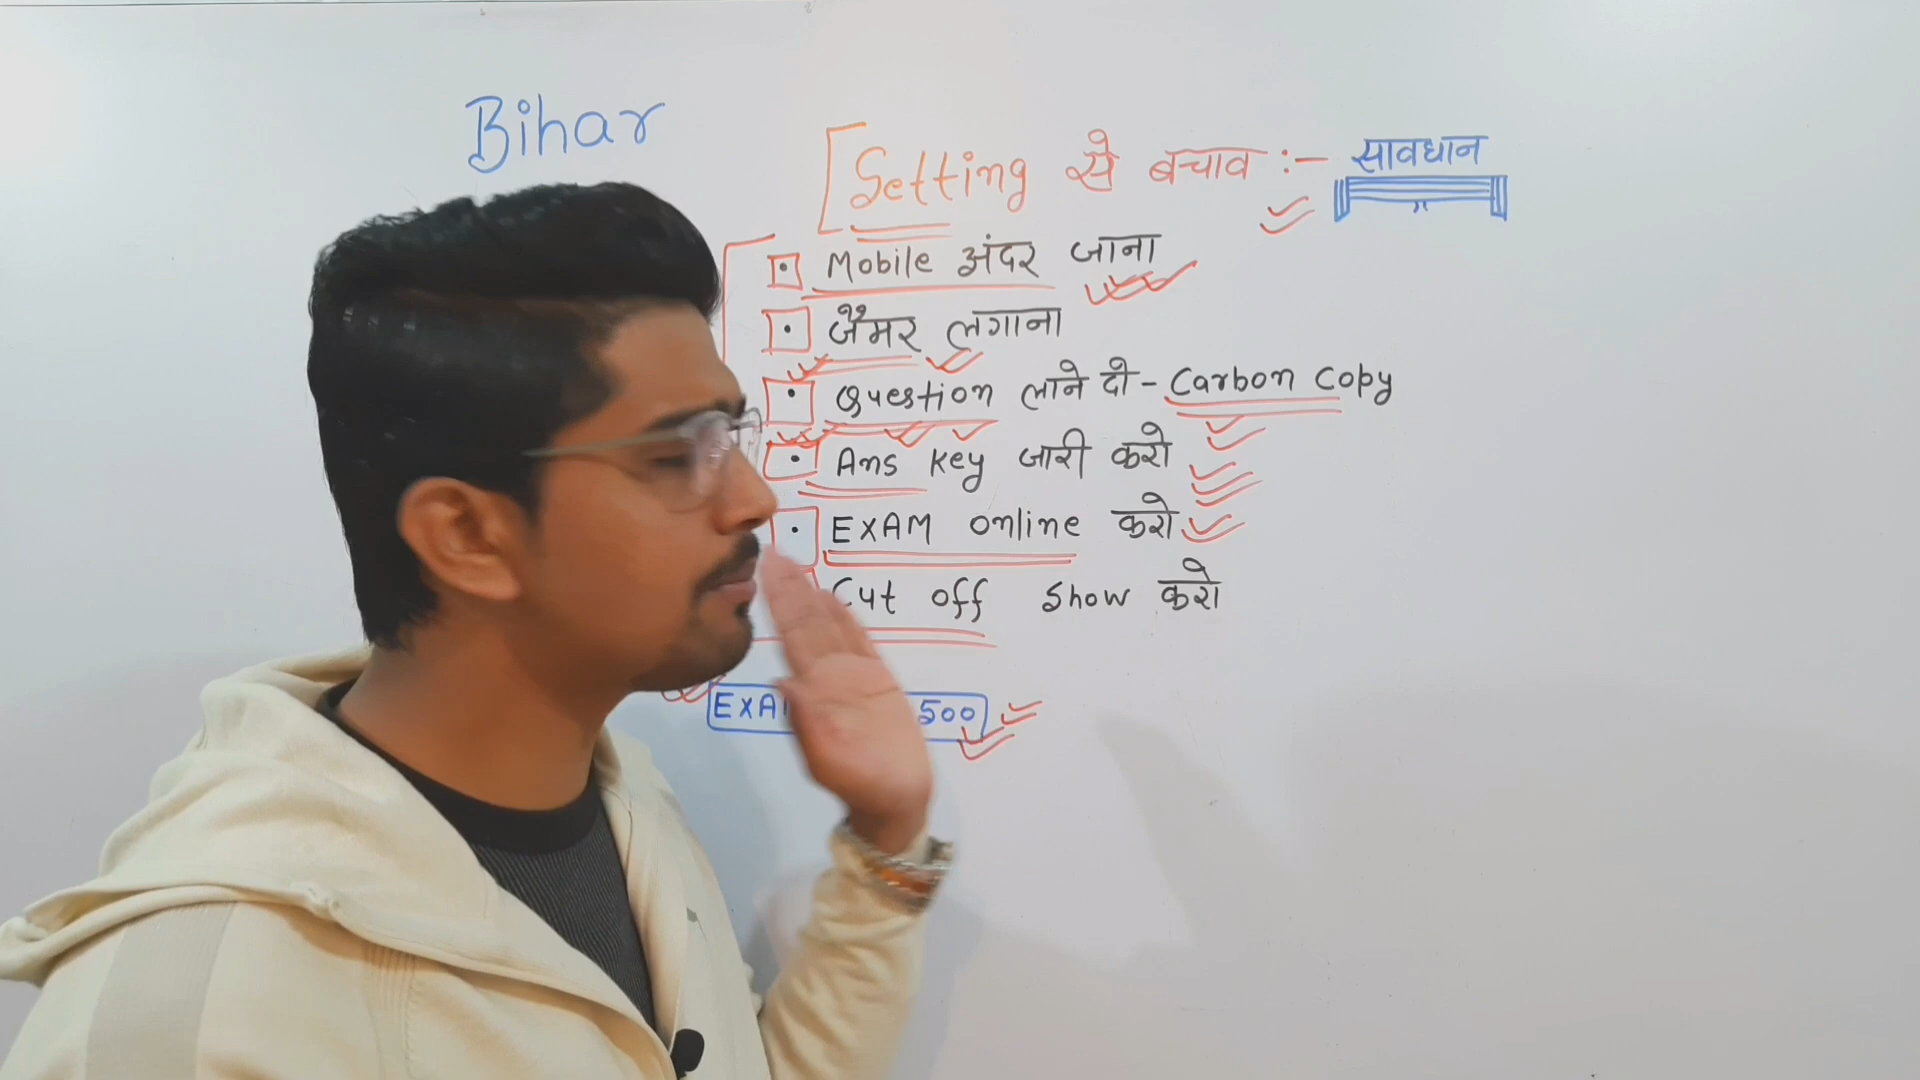 Bihar
Setting से बचाव :- सावधान
Mobile अंदर जाना
जैमर लगाना
Question लाने दो - Carbon Copy
Ans Key जारी करो
EXAM online करो
Cut off Show करो
500